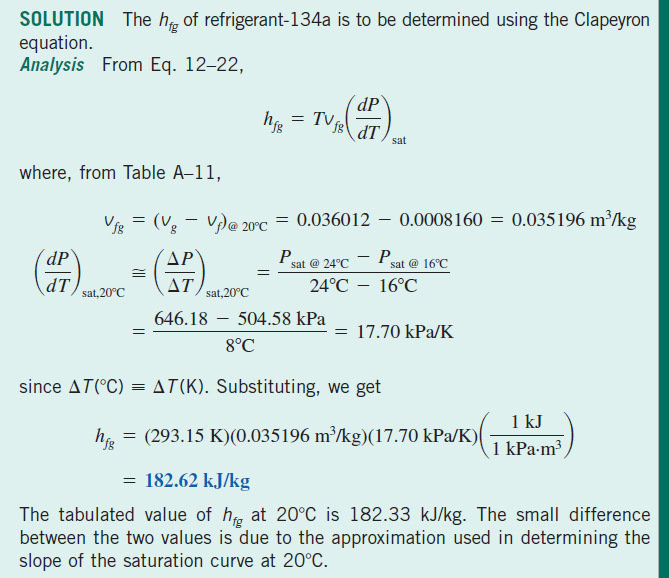 SOLUTION The h_fg of refrigerant-134a is to be determined using the Clapeyron
equation.
Analysis From Eq. 12–22,
h_fg = Tv_fg(dP/dT)_sat
where, from Table A–11,
v_fg = (v_g − v_f)_@ 20°C = 0.036012 − 0.0008160 = 0.035196 m³/kg
(dP/dT)_sat,20°C ≅ (ΔP/ΔT)_sat,20°C = (P_sat @ 24°C − P_sat @ 16°C)/(24°C − 16°C)
= (646.18 − 504.58 kPa)/(8°C) = 17.70 kPa/K
since ΔT(°C) ≡ ΔT(K). Substituting, we get
h_fg = (293.15 K)(0.035196 m³/kg)(17.70 kPa/K)(1 kJ/1 kPa·m³)
= 182.62 kJ/kg
The tabulated value of h_fg at 20°C is 182.33 kJ/kg. The small difference
between the two values is due to the approximation used in determining the
slope of the saturation curve at 20°C.